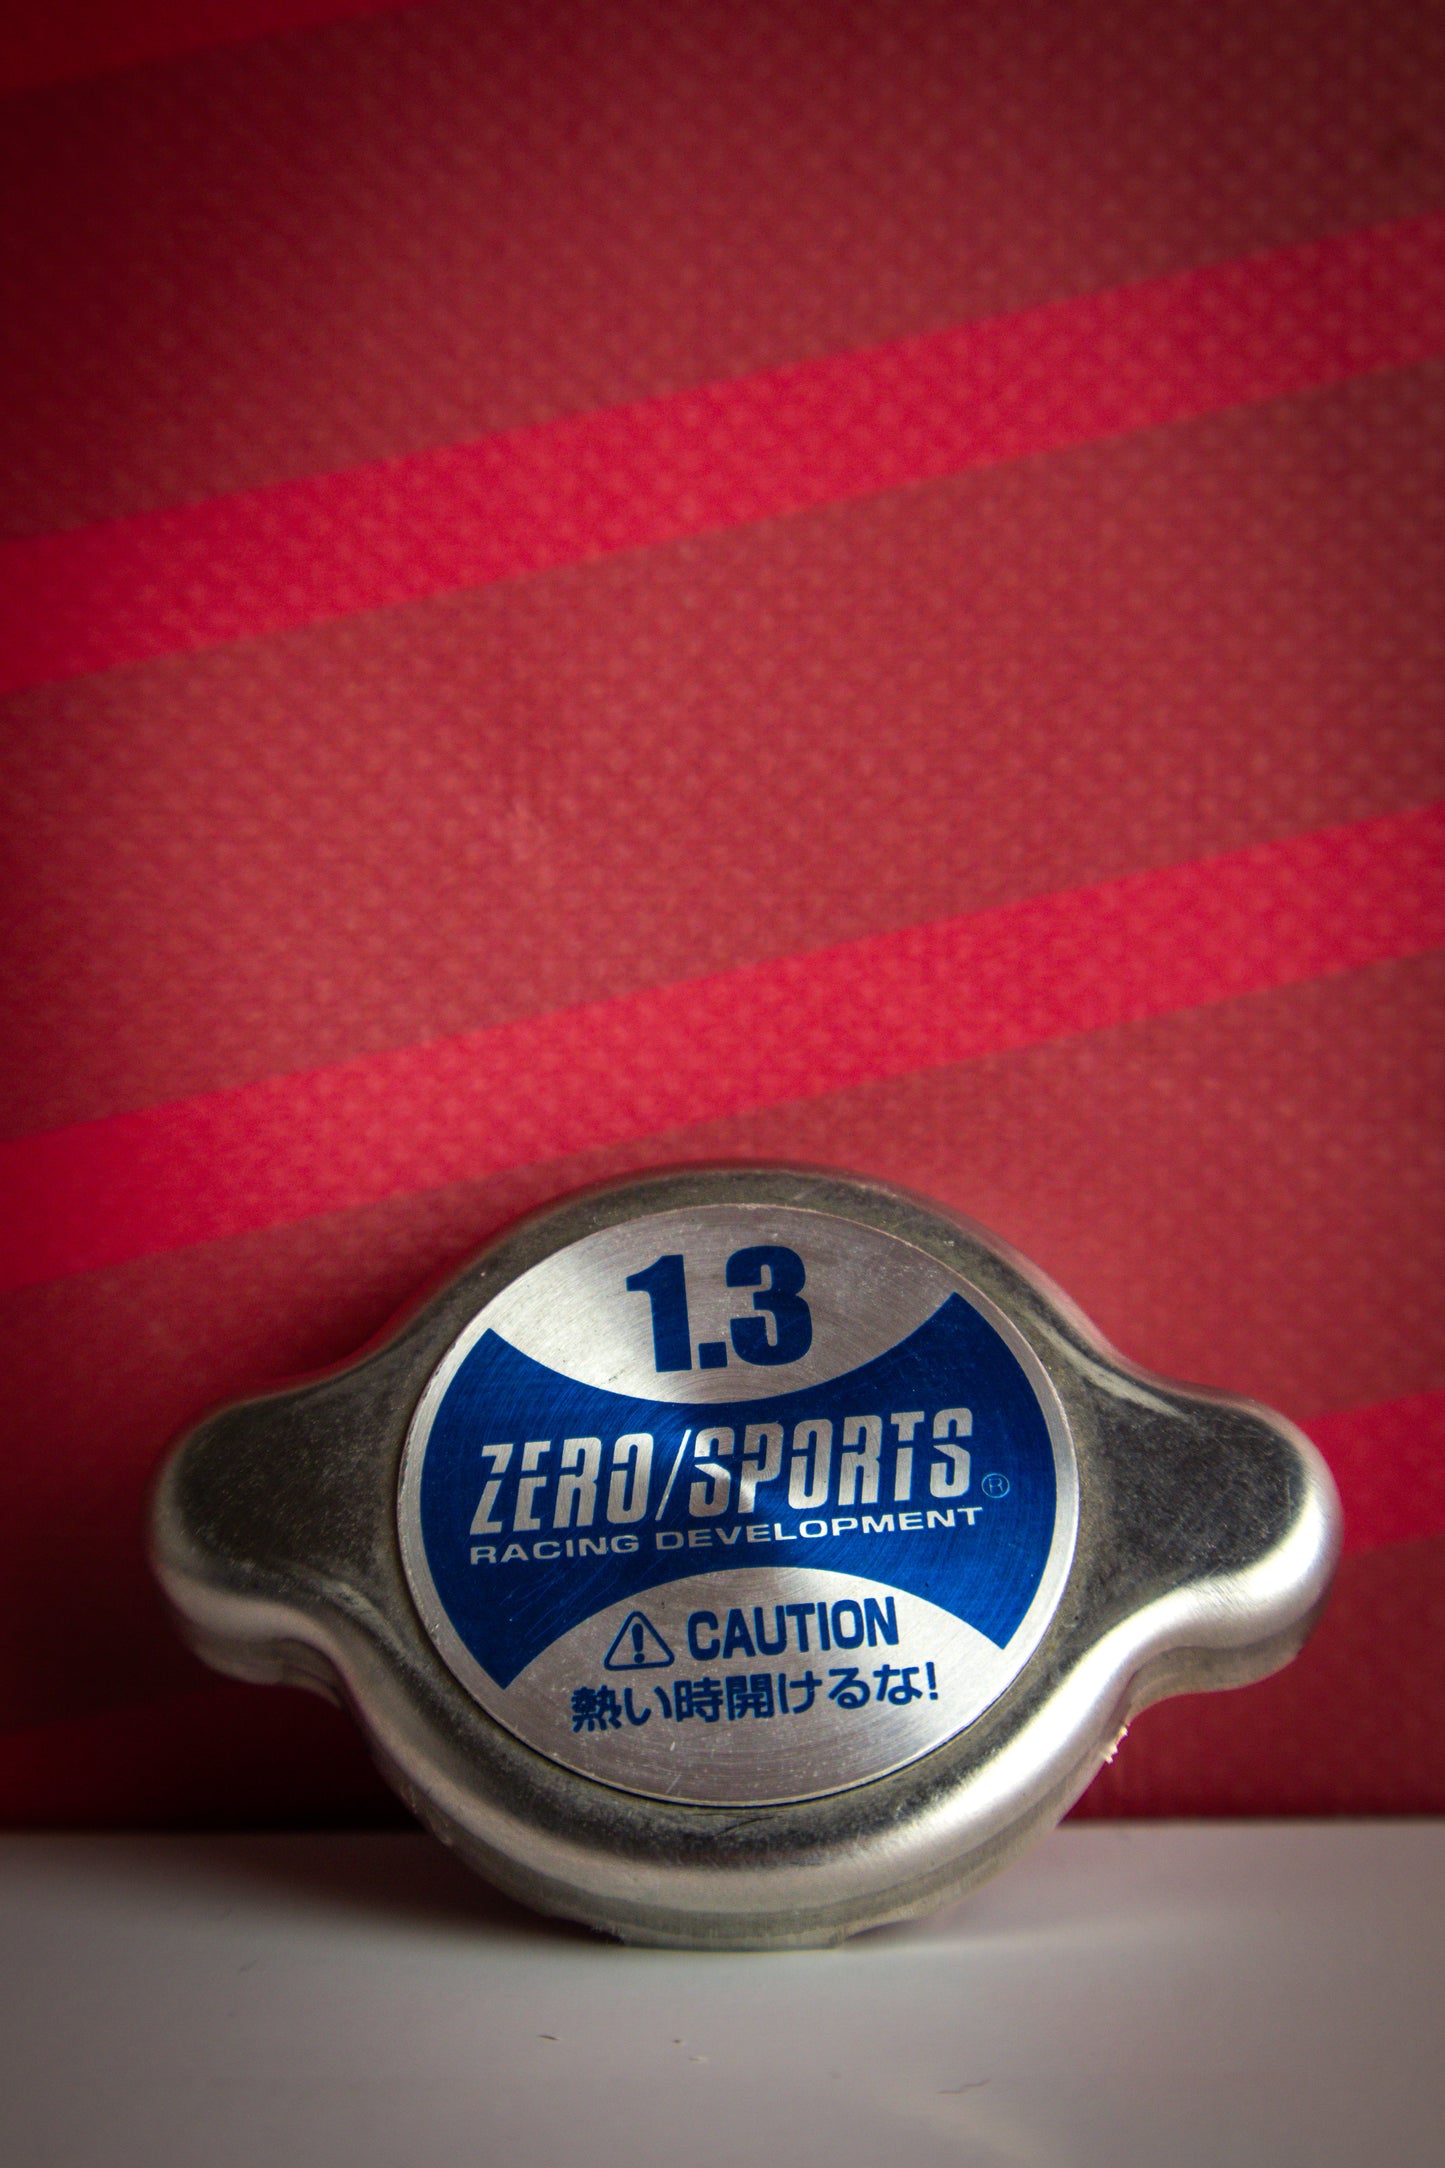 1.3
ZERO/SPORTS®
RACING DEVELOPMENT
⚠ CAUTION
熱い時開けるな!